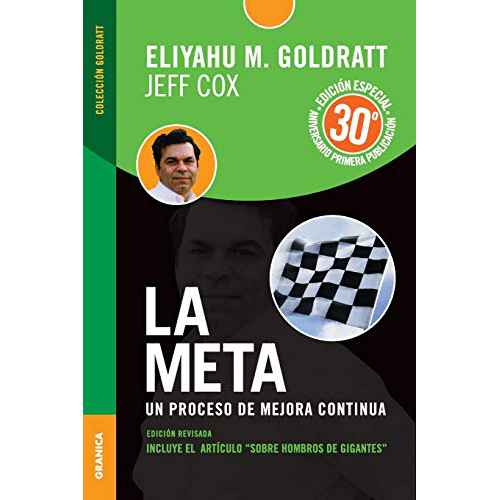 COLECCIÓN GOLDRATT
ELIYAHU M. GOLDRATT
JEFF COX
EDICIÓN ESPECIAL
30º
ANIVERSARIO PRIMERA PUBLICACIÓN
LA
META
UN PROCESO DE MEJORA CONTINUA
EDICIÓN REVISADA
INCLUYE EL ARTÍCULO "SOBRE HOMBROS DE GIGANTES"
GRANICA